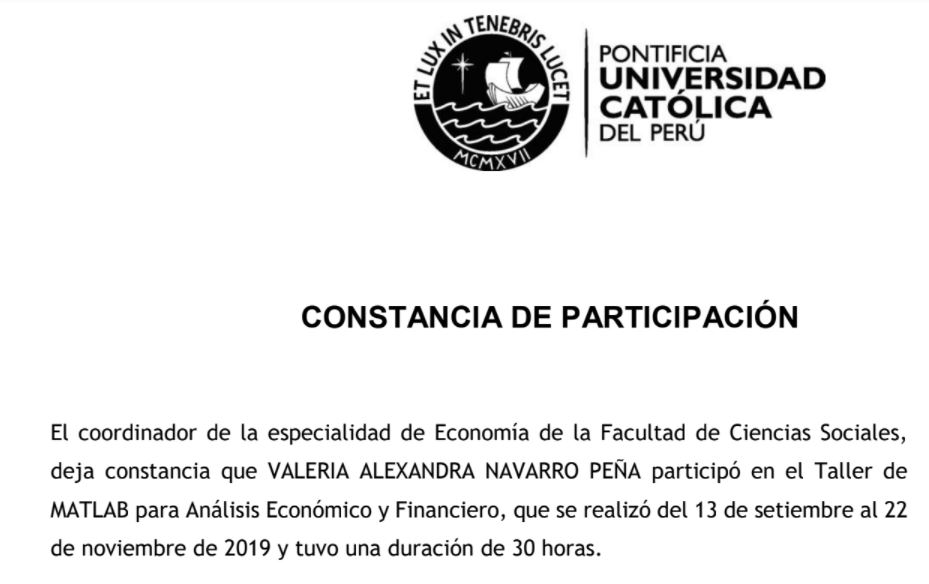 ET LUX IN TENEBRIS LUCET
MCMXVII
PONTIFICIA
UNIVERSIDAD
CATÓLICA
DEL PERÚ
CONSTANCIA DE PARTICIPACIÓN
El coordinador de la especialidad de Economía de la Facultad de Ciencias Sociales,
deja constancia que VALERIA ALEXANDRA NAVARRO PEÑA participó en el Taller de
MATLAB para Análisis Económico y Financiero, que se realizó del 13 de setiembre al 22
de noviembre de 2019 y tuvo una duración de 30 horas.